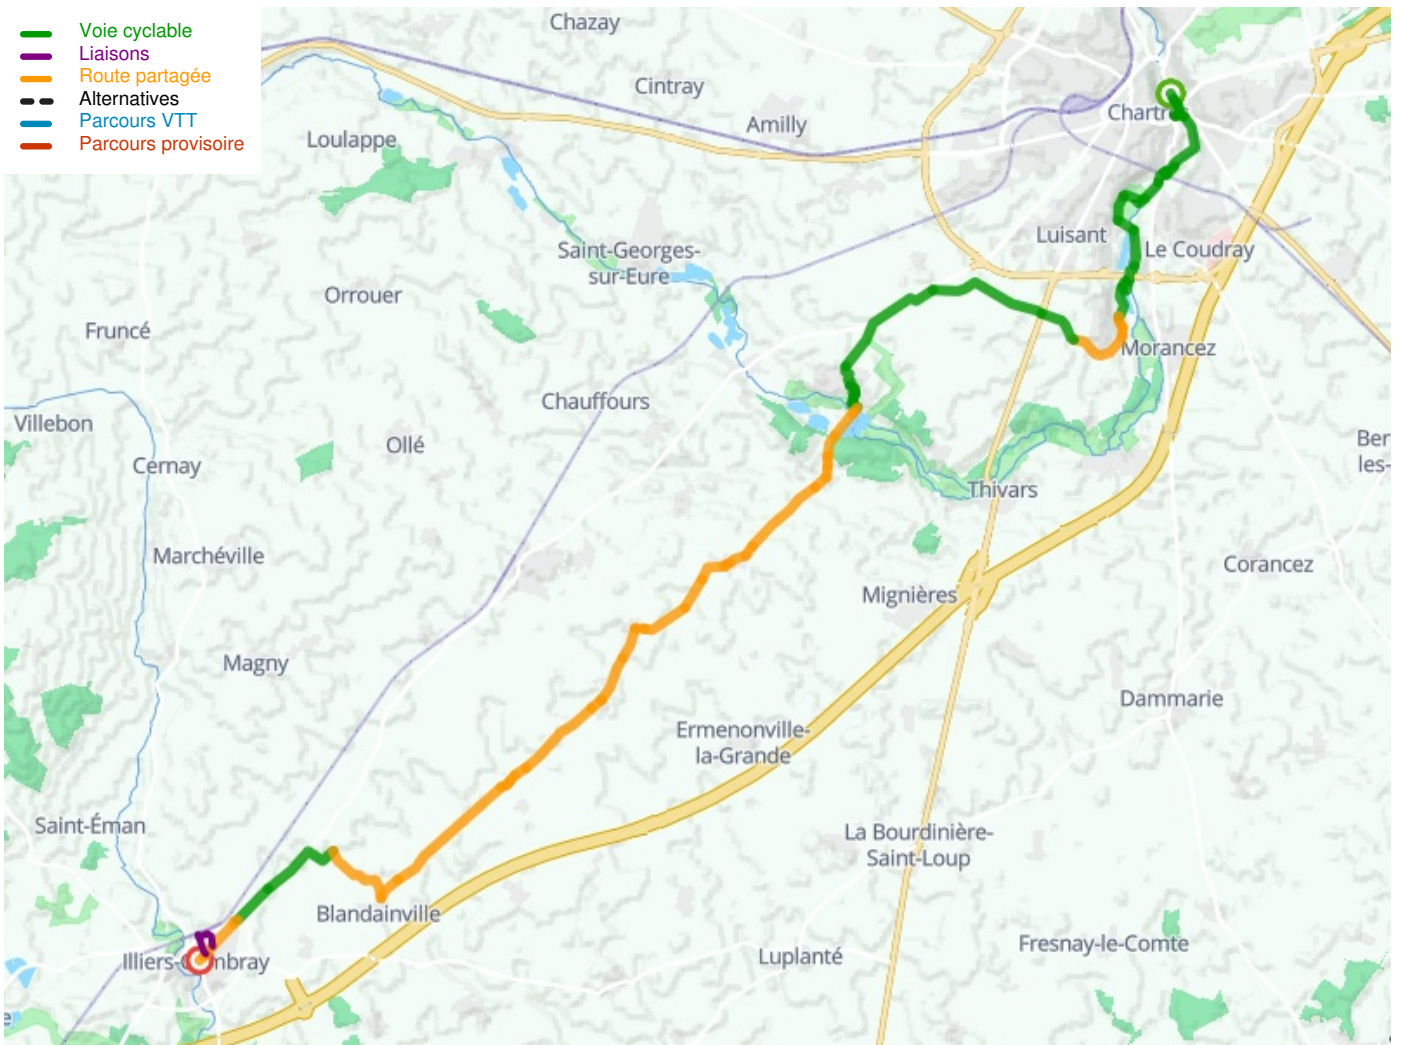 Voie cyclable
Liaisons
Route partagée
Alternatives
Parcours VTT
Parcours provisoire
Chazay
Cintray
Amilly
Loulappe
Luisant
Le Coudray
Saint-Georges-
sur-Eure
Orrouer
Fruncé
Morancez
Chauffours
Villebon
Ollé
Cernay
Ber
les-
Thivars
Marchéville
Corancez
Mignières
Magny
Dammarie
Ermenonville-
la-Grande
Saint-Éman
La Bourdinière-
Saint-Loup
Blandainville
Fresnay-le-Comte
Luplanté